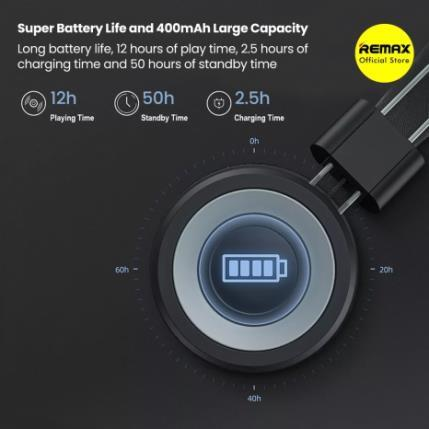 Super Battery Life and 400mAh Large Capacity
Long battery life, 12 hours of play time, 2.5 hours of
charging time and 50 hours of standby time
REMAX
Official Store
12h
Playing Time
50h
Standby Time
2.5h
Charging Time
0h
60h
20h
40h